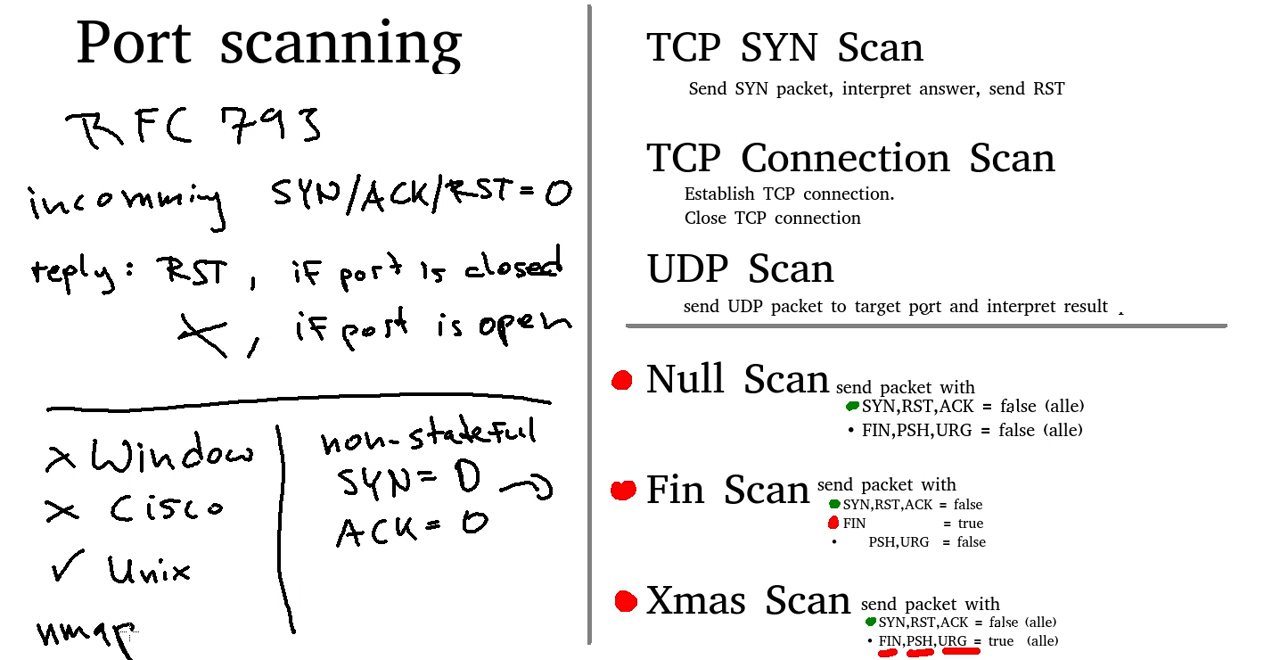 Port scanning
RFC 793
incomming SYN/ACK/RST=0
reply: RST, if port is closed
X, if port is open
x Window
x Cisco
✓ Unix
nmap
non-stateful
SYN=0
ACK=0
TCP SYN Scan
Send SYN packet, interpret answer, send RST
TCP Connection Scan
Establish TCP connection.
Close TCP connection
UDP Scan
send UDP packet to target port and interpret result .
Null Scan send packet with
SYN,RST,ACK = false (alle)
• FIN,PSH,URG = false (alle)
Fin Scan send packet with
SYN,RST,ACK = false
FIN = true
• PSH,URG = false
Xmas Scan send packet with
SYN,RST,ACK = false (alle)
• FIN,PSH,URG = true (alle)